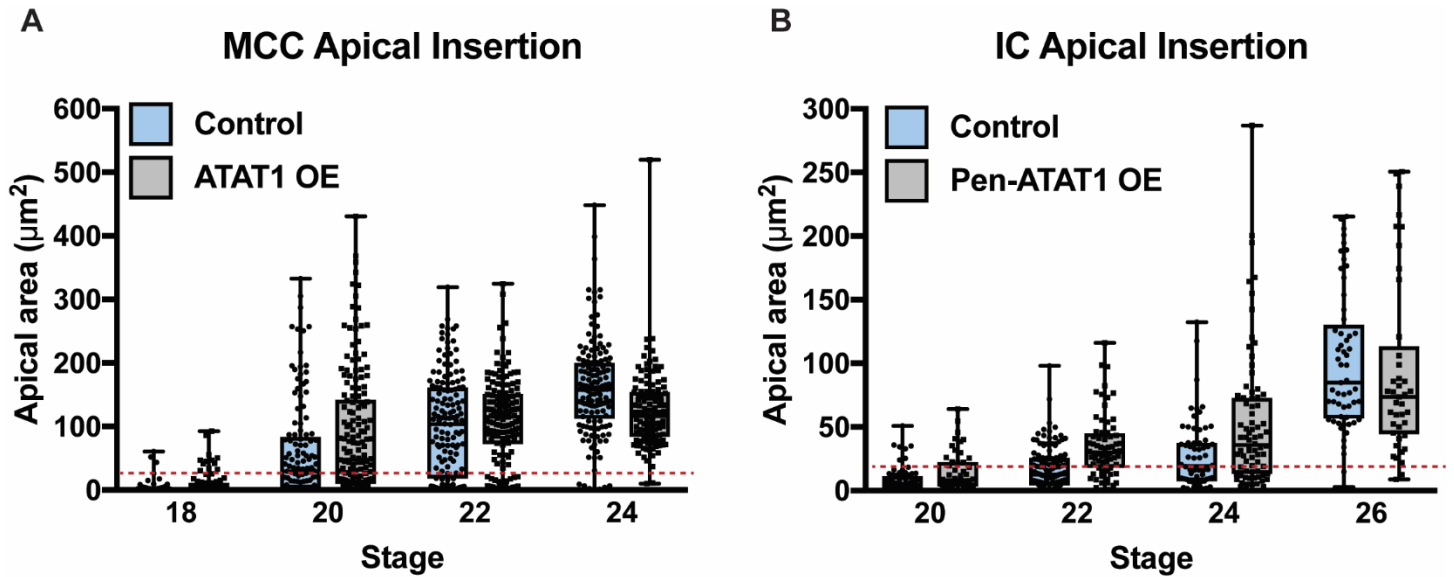 A
MCC Apical Insertion
Apical area (μm²)
600
500
400
300
200
100
0
Control
ATAT1 OE
18 20 22 24
Stage
B
IC Apical Insertion
Apical area (μm²)
300
250
200
150
100
50
0
Control
Pen-ATAT1 OE
20 22 24 26
Stage